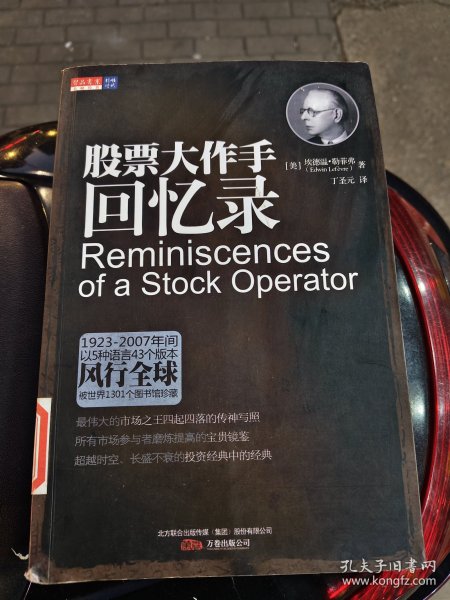 股票大作手
回忆录
[美] 埃德温·勒菲弗 著
(Edwin Lefèvre)
丁圣元 译
Reminiscences
of a Stock Operator
1923-2007年间
以5种语言43个版本
风行全球
被世界1301个图书馆珍藏
最伟大的市场之王四起四落的传神写照
所有市场参与者磨炼提高的宝贵镜鉴
超越时空、长盛不衰的投资经典中的经典
北方联合出版传媒(集团)股份有限公司
万卷出版公司
孔夫子旧书网
www.kongfz.com